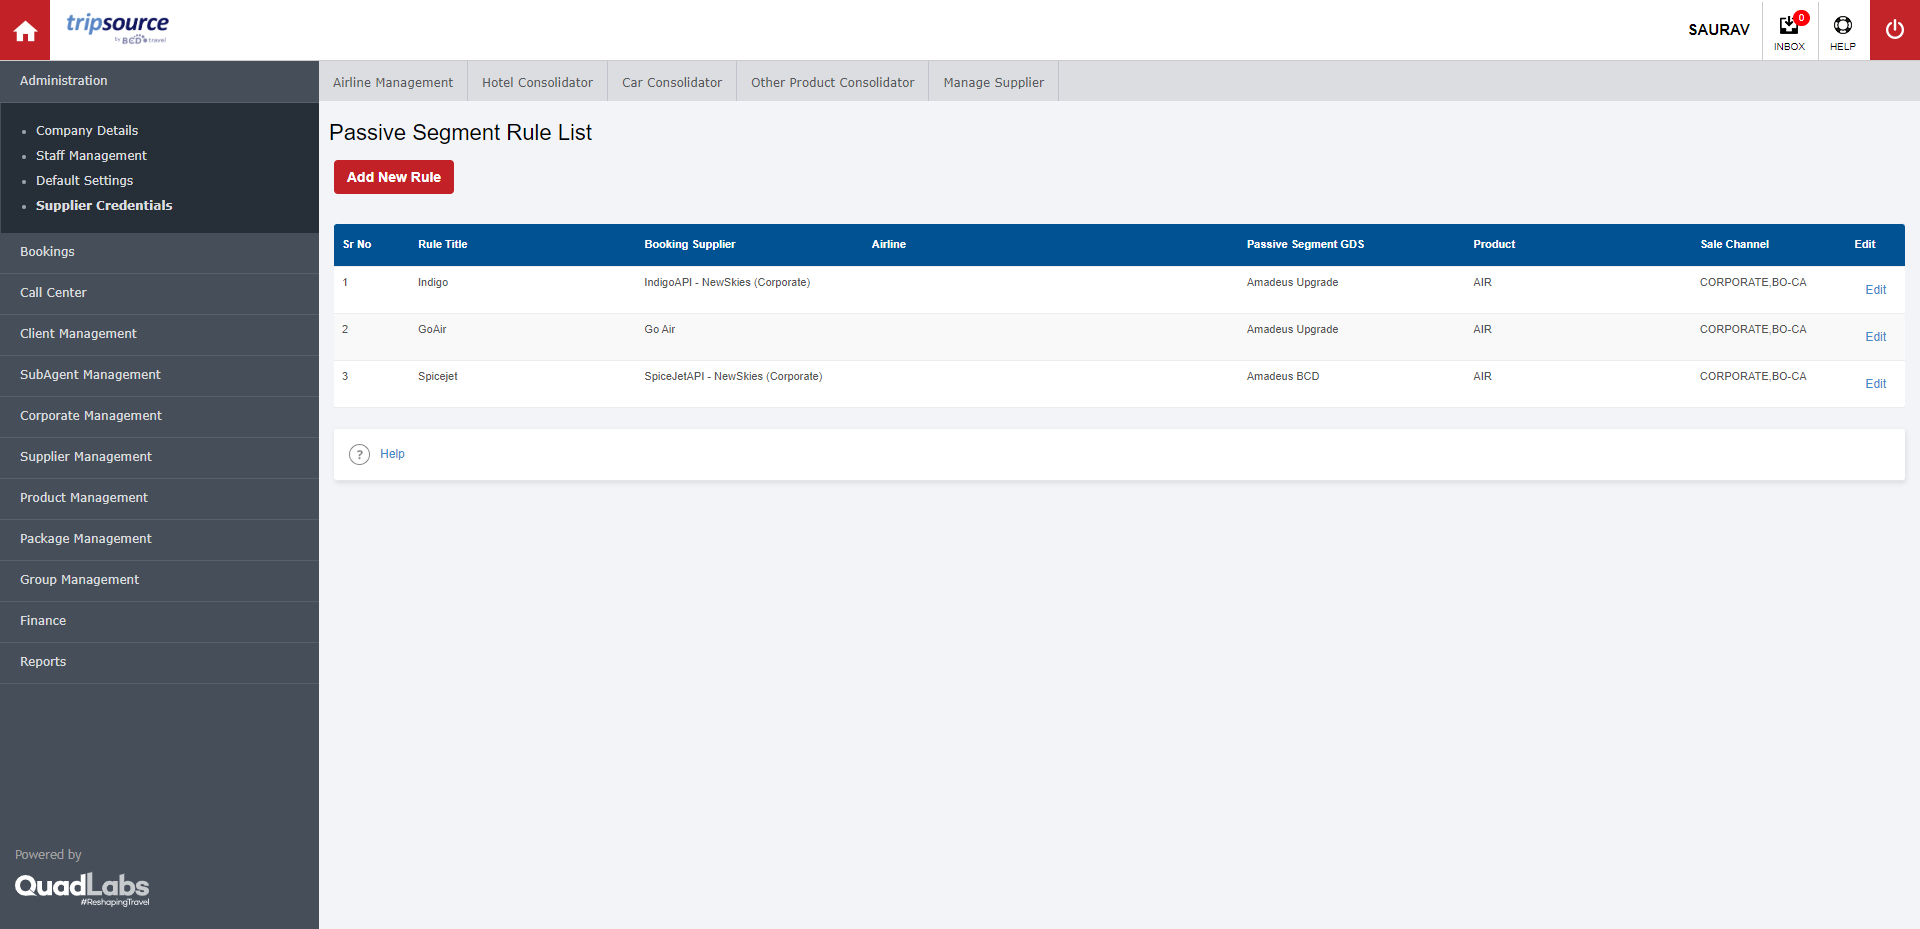 tripsource
by BCD travel
SAURAV
0
INBOX
HELP
Administration
Company Details
Staff Management
Default Settings
Supplier Credentials
Bookings
Call Center
Client Management
SubAgent Management
Corporate Management
Supplier Management
Product Management
Package Management
Group Management
Finance
Reports
Powered by
QuadLabs
#ReshapingTravel
Airline Management Hotel Consolidator Car Consolidator Other Product Consolidator Manage Supplier
Passive Segment Rule List
Add New Rule
Sr No Rule Title Booking Supplier Airline Passive Segment GDS Product Sale Channel Edit
1 Indigo IndigoAPI - NewSkies (Corporate) Amadeus Upgrade AIR CORPORATE,BO-CA Edit
2 GoAir Go Air Amadeus Upgrade AIR CORPORATE,BO-CA Edit
3 Spicejet SpiceJetAPI - NewSkies (Corporate) Amadeus BCD AIR CORPORATE,BO-CA Edit
? Help